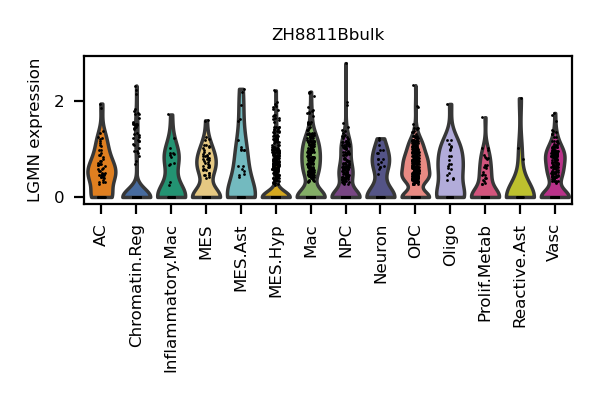 ZH8811Bbulk
LGMN expression
2
0
AC
Chromatin.Reg
Inflammatory.Mac
MES
MES.Ast
MES.Hyp
Mac
NPC
Neuron
OPC
Oligo
Prolif.Metab
Reactive.Ast
Vasc